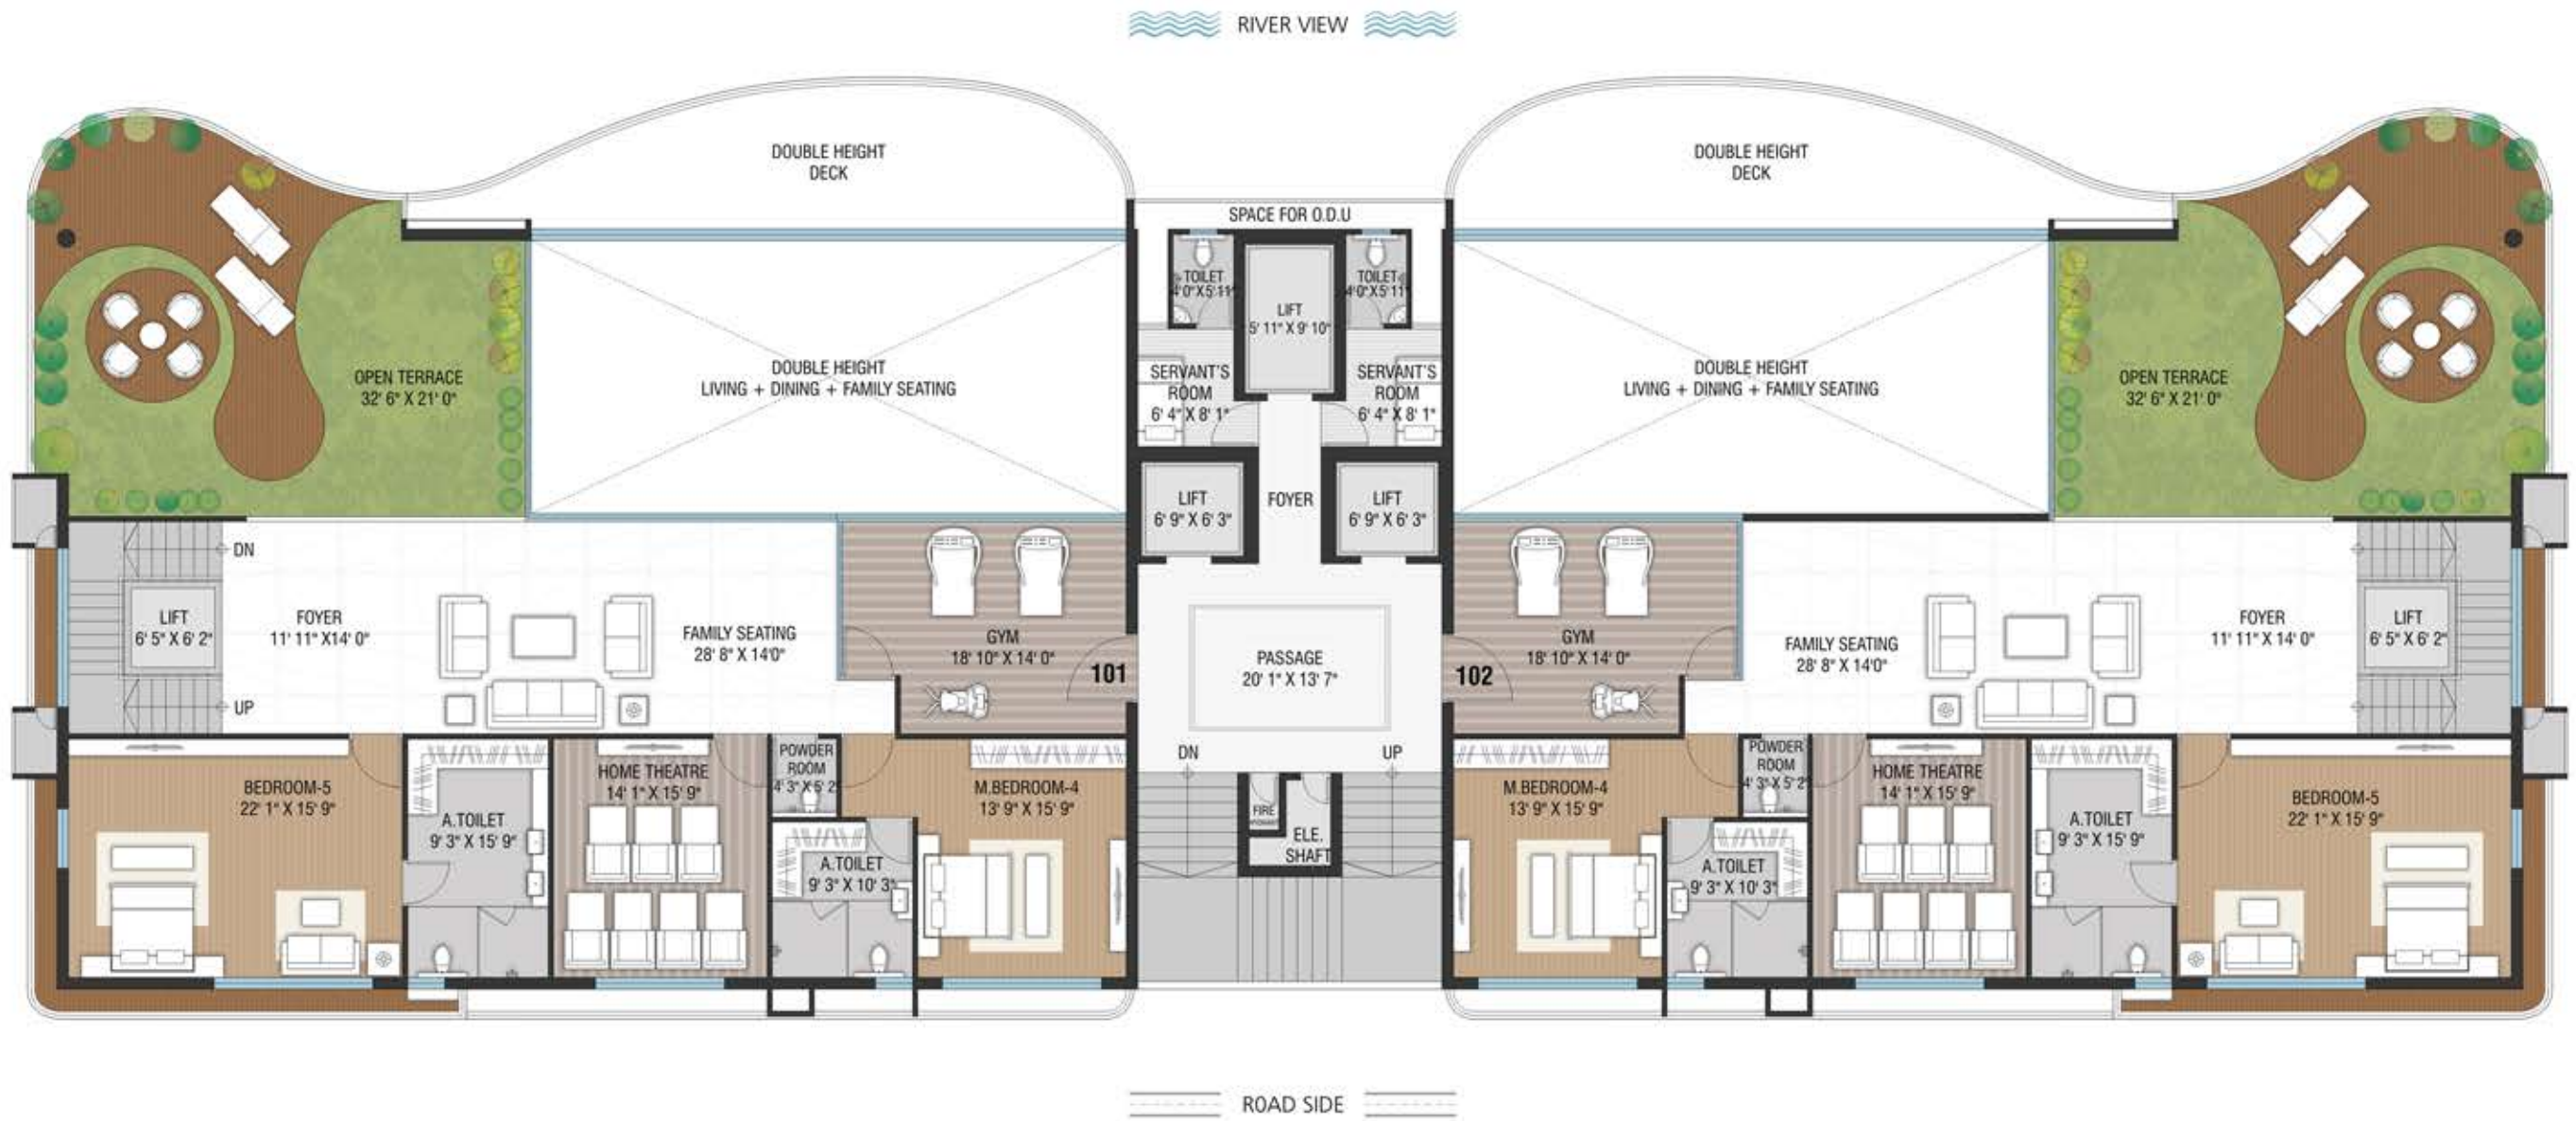 RIVER VIEW
DOUBLE HEIGHT
DECK
DOUBLE HEIGHT
DECK
SPACE FOR O.D.U
TOILET
4'0"X5'11"
LIFT
5' 11" X 9' 10"
TOILET
4'0"X5'11"
OPEN TERRACE
32' 6" X 21' 0"
DOUBLE HEIGHT
LIVING + DINING + FAMILY SEATING
SERVANT'S
ROOM
6' 4" X 8' 1"
SERVANT'S
ROOM
6' 4" X 8' 1"
DOUBLE HEIGHT
LIVING + DINING + FAMILY SEATING
OPEN TERRACE
32' 6" X 21' 0"
LIFT
6' 9" X 6' 3"
FOYER
LIFT
6' 9" X 6' 3"
DN
LIFT
6' 5" X 6' 2"
FOYER
11' 11" X14' 0"
FAMILY SEATING
28' 8" X 14'0"
GYM
18' 10" X 14' 0"
101
PASSAGE
20' 1" X 13' 7"
102
GYM
18' 10" X 14' 0"
FAMILY SEATING
28' 8" X 14'0"
FOYER
11' 11" X 14' 0"
LIFT
6' 5" X 6' 2"
UP
DN
UP
BEDROOM-5
22' 1" X 15' 9"
A.TOILET
9' 3" X 15' 9"
HOME THEATRE
14' 1" X 15' 9"
POWDER
ROOM
4' 3" X 5' 2"
M.BEDROOM-4
13' 9" X 15' 9"
A.TOILET
9' 3" X 10' 3"
FIRE
ELE.
SHAFT
M.BEDROOM-4
13' 9" X 15' 9"
POWDER
ROOM
4' 3" X 5' 2"
A.TOILET
9' 3" X 10' 3"
HOME THEATRE
14' 1" X 15' 9"
A.TOILET
9' 3" X 15' 9"
BEDROOM-5
22' 1" X 15' 9"
ROAD SIDE